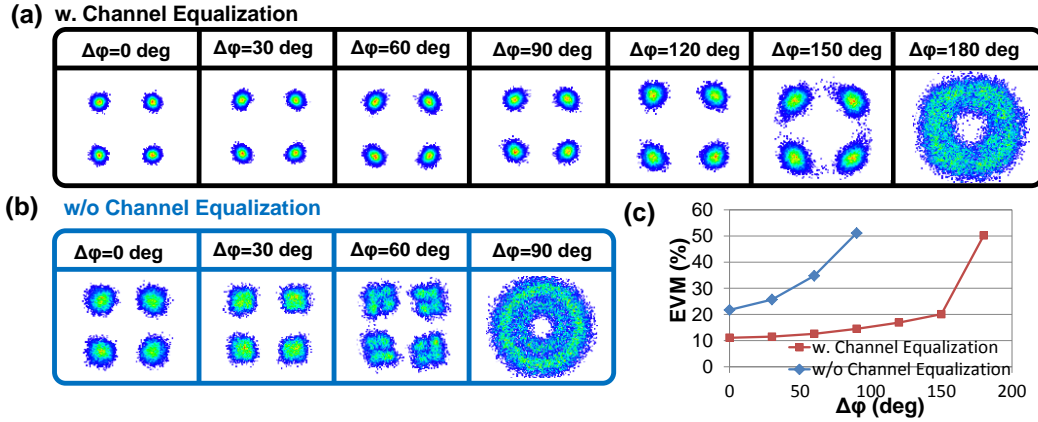 (a) w. Channel Equalization
Δφ=0 deg Δφ=30 deg Δφ=60 deg Δφ=90 deg Δφ=120 deg Δφ=150 deg Δφ=180 deg
(b) w/o Channel Equalization
Δφ=0 deg Δφ=30 deg Δφ=60 deg Δφ=90 deg
(c)
EVM (%)
60
50
40
30
20
10
0
w. Channel Equalization
w/o Channel Equalization
0 50 100 150 200
Δφ (deg)